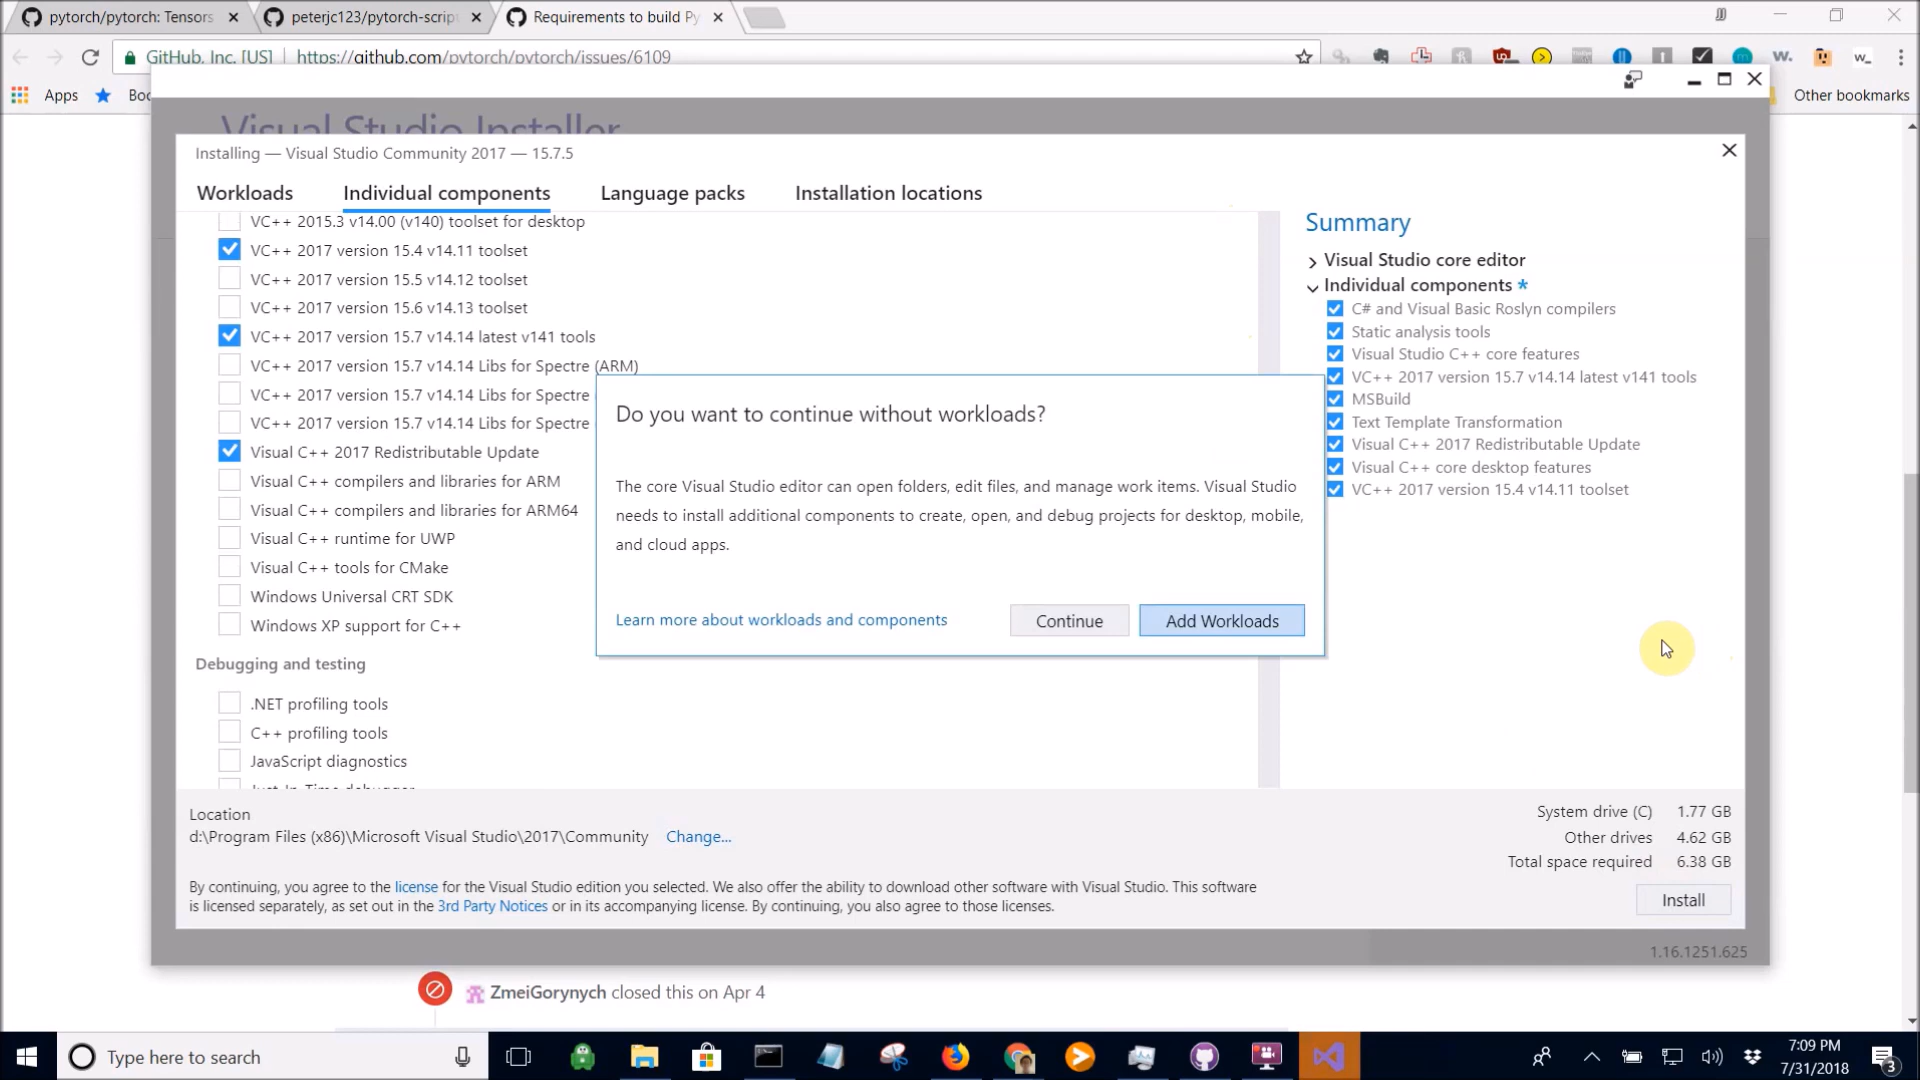 pytorch/pytorch: Tensors
peterjc123/pytorch-script
Requirements to build Py
GitHub, Inc. [US]
https://github.com/pytorch/pytorch/issues/6109
Apps
Other bookmarks
Visual Studio Installer
Installing — Visual Studio Community 2017 — 15.7.5
Workloads
Individual components
Language packs
Installation locations
VC++ 2015.3 v14.00 (v140) toolset for desktop
VC++ 2017 version 15.4 v14.11 toolset
VC++ 2017 version 15.5 v14.12 toolset
VC++ 2017 version 15.6 v14.13 toolset
VC++ 2017 version 15.7 v14.14 latest v141 tools
VC++ 2017 version 15.7 v14.14 Libs for Spectre (ARM)
VC++ 2017 version 15.7 v14.14 Libs for Spectre
VC++ 2017 version 15.7 v14.14 Libs for Spectre
Visual C++ 2017 Redistributable Update
Visual C++ compilers and libraries for ARM
Visual C++ compilers and libraries for ARM64
Visual C++ runtime for UWP
Visual C++ tools for CMake
Windows Universal CRT SDK
Windows XP support for C++
Debugging and testing
.NET profiling tools
C++ profiling tools
JavaScript diagnostics
Just-In-Time debugger
Do you want to continue without workloads?
The core Visual Studio editor can open folders, edit files, and manage work items. Visual Studio
needs to install additional components to create, open, and debug projects for desktop, mobile,
and cloud apps.
Learn more about workloads and components
Continue
Add Workloads
Summary
Visual Studio core editor
Individual components *
C# and Visual Basic Roslyn compilers
Static analysis tools
Visual Studio C++ core features
VC++ 2017 version 15.7 v14.14 latest v141 tools
MSBuild
Text Template Transformation
Visual C++ 2017 Redistributable Update
Visual C++ core desktop features
VC++ 2017 version 15.4 v14.11 toolset
Location
d:\Program Files (x86)\Microsoft Visual Studio\2017\Community
Change...
System drive (C) 1.77 GB
Other drives 4.62 GB
Total space required 6.38 GB
By continuing, you agree to the license for the Visual Studio edition you selected. We also offer the ability to download other software with Visual Studio. This software
is licensed separately, as set out in the 3rd Party Notices or in its accompanying license. By continuing, you also agree to those licenses.
Install
1.16.1251.625
ZmeiGorynych closed this on Apr 4
Type here to search
7:09 PM
7/31/2018
3